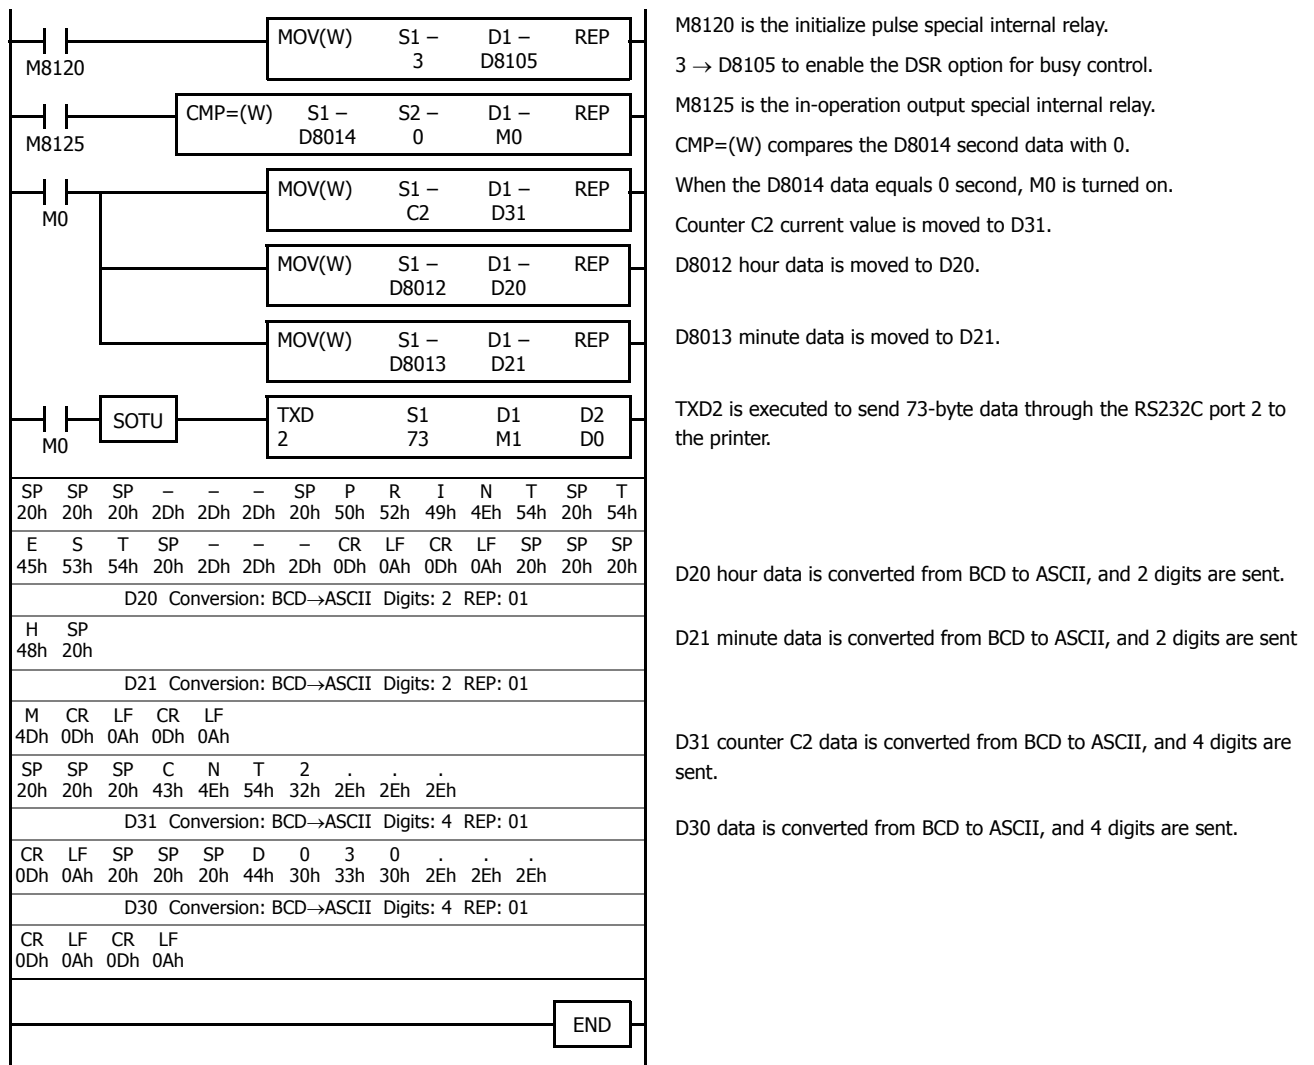 M8120
MOV(W) S1 – D1 – REP
3 D8105
M8120 is the initialize pulse special internal relay.
3 → D8105 to enable the DSR option for busy control.
M8125
CMP=(W) S1 – S2 – D1 – REP
D8014 0 M0
M8125 is the in-operation output special internal relay.
CMP=(W) compares the D8014 second data with 0.
M0
MOV(W) S1 – D1 – REP
C2 D31
When the D8014 data equals 0 second, M0 is turned on.
Counter C2 current value is moved to D31.
MOV(W) S1 – D1 – REP
D8012 D20
D8012 hour data is moved to D20.
MOV(W) S1 – D1 – REP
D8013 D21
D8013 minute data is moved to D21.
M0
SOTU
TXD S1 D1 D2
2 73 M1 D0
TXD2 is executed to send 73-byte data through the RS232C port 2 to
the printer.
SP SP SP – – – SP P R I N T SP T
20h 20h 20h 2Dh 2Dh 2Dh 20h 50h 52h 49h 4Eh 54h 20h 54h
E S T SP – – – CR LF CR LF SP SP SP
45h 53h 54h 20h 2Dh 2Dh 2Dh 0Dh 0Ah 0Dh 0Ah 20h 20h 20h
D20 Conversion: BCD→ASCII Digits: 2 REP: 01
D20 hour data is converted from BCD to ASCII, and 2 digits are sent.
H SP
48h 20h
D21 Conversion: BCD→ASCII Digits: 2 REP: 01
D21 minute data is converted from BCD to ASCII, and 2 digits are sent
M CR LF CR LF
4Dh 0Dh 0Ah 0Dh 0Ah
SP SP SP C N T 2 . . .
20h 20h 20h 43h 4Eh 54h 32h 2Eh 2Eh 2Eh
D31 Conversion: BCD→ASCII Digits: 4 REP: 01
D31 counter C2 data is converted from BCD to ASCII, and 4 digits are
sent.
CR LF SP SP SP D 0 3 0 . . .
0Dh 0Ah 20h 20h 20h 44h 30h 33h 30h 2Eh 2Eh 2Eh
D30 Conversion: BCD→ASCII Digits: 4 REP: 01
D30 data is converted from BCD to ASCII, and 4 digits are sent.
CR LF CR LF
0Dh 0Ah 0Dh 0Ah
END